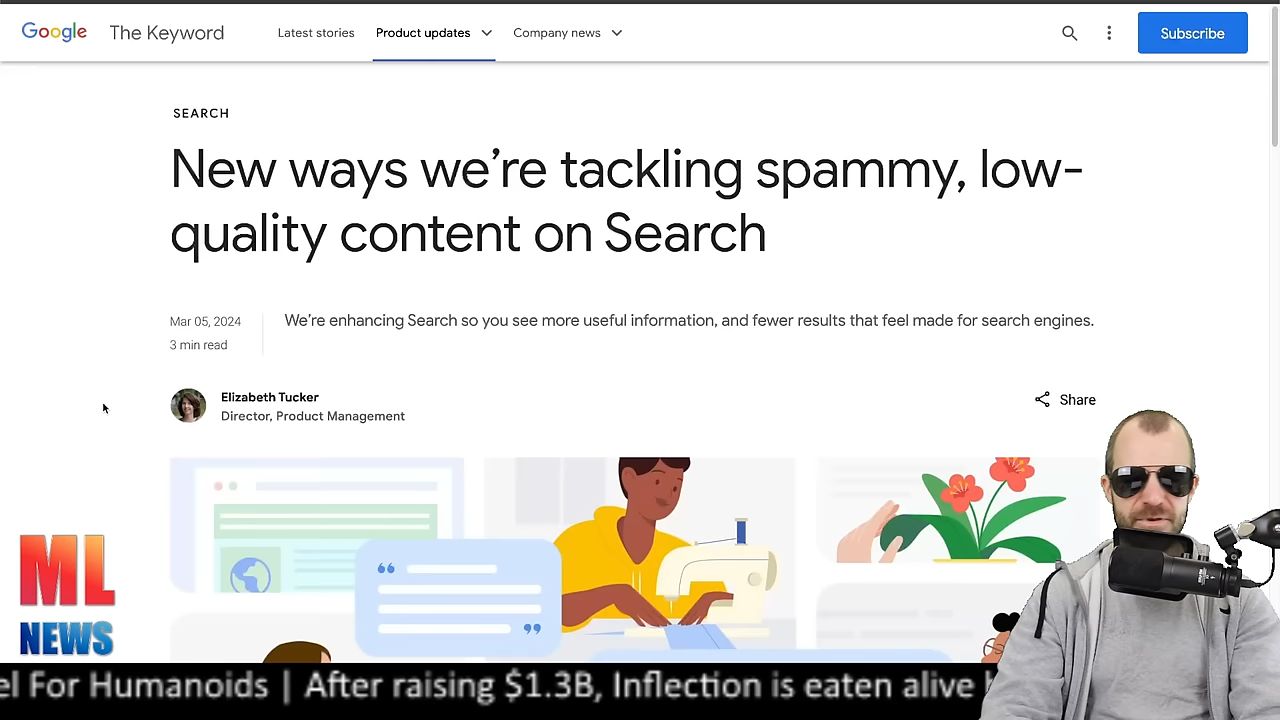 Google The Keyword Latest stories Product updates Company news Subscribe
SEARCH
New ways we’re tackling spammy, low-
quality content on Search
Mar 05, 2024
3 min read
We’re enhancing Search so you see more useful information, and fewer results that feel made for search engines.
Elizabeth Tucker
Director, Product Management
Share
ML
NEWS
For Humanoids | After raising $1.3B, Inflection is eaten alive